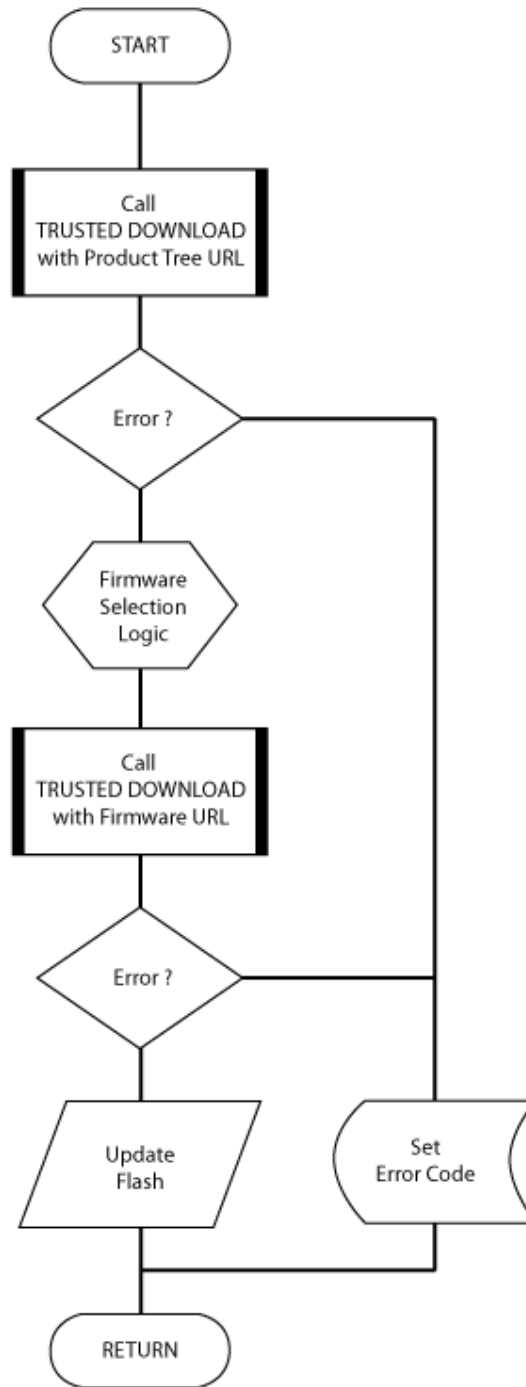 START
Call
TRUSTED DOWNLOAD
with Product Tree URL
Error ?
Firmware
Selection
Logic
Call
TRUSTED DOWNLOAD
with Firmware URL
Error ?
Update
Flash
Set
Error Code
RETURN